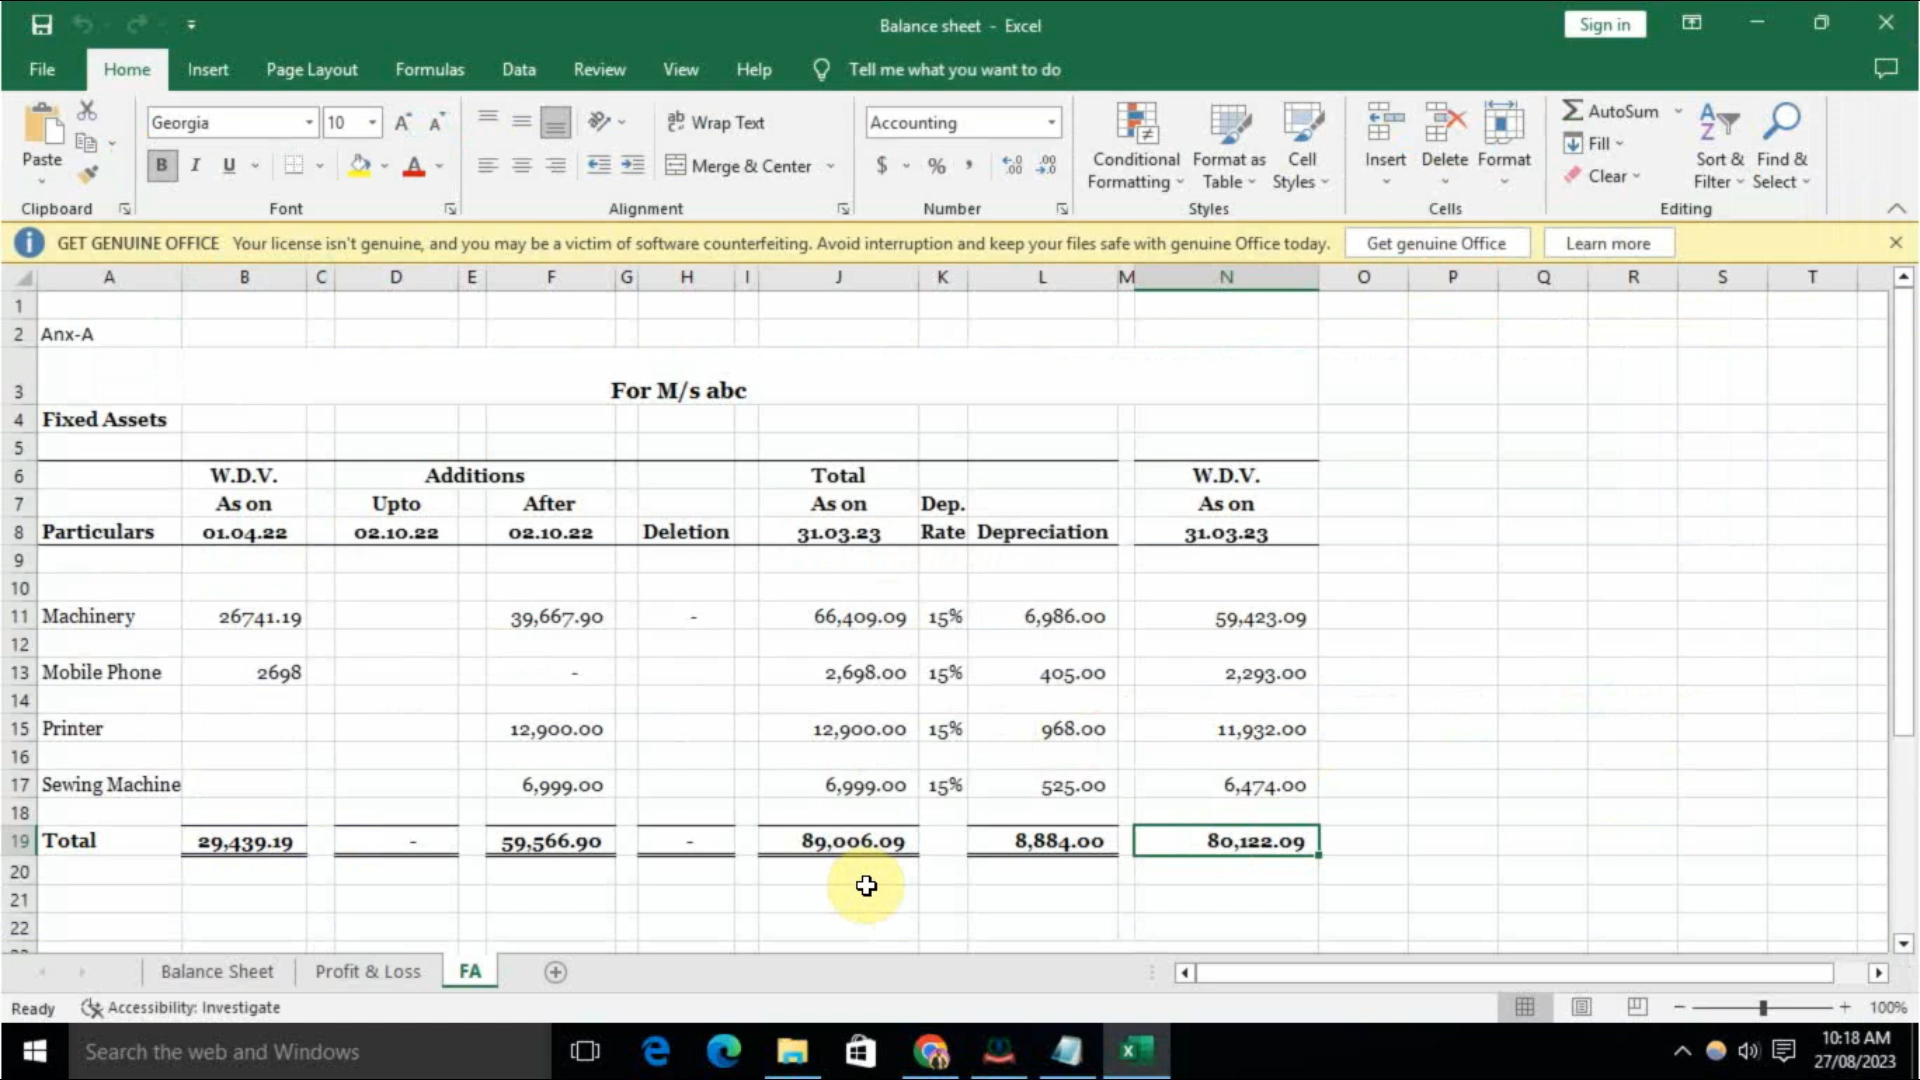 Balance sheet - Excel
Sign in
File Home Insert Page Layout Formulas Data Review View Help Tell me what you want to do
Paste
Clipboard
Georgia 10
B I U
Font
Wrap Text
Merge & Center
Alignment
Accounting
$ % ,
Number
Conditional Formatting
Format as Table
Cell Styles
Styles
Insert Delete Format
Cells
AutoSum
Fill
Clear
Sort & Filter
Find & Select
Editing
GET GENUINE OFFICE Your license isn't genuine, and you may be a victim of software counterfeiting. Avoid interruption and keep your files safe with genuine Office today. Get genuine Office Learn more
A B C D E F G H I J K L M N O P Q R S T
1
2 Anx-A
3 For M/s abc
4 Fixed Assets
5
6 W.D.V. Additions Total W.D.V.
7 As on Upto After As on Dep. As on
8 Particulars 01.04.22 02.10.22 02.10.22 Deletion 31.03.23 Rate Depreciation 31.03.23
9
10
11 Machinery 26741.19 39,667.90 - 66,409.09 15% 6,986.00 59,423.09
12
13 Mobile Phone 2698 - 2,698.00 15% 405.00 2,293.00
14
15 Printer 12,900.00 12,900.00 15% 968.00 11,932.00
16
17 Sewing Machine 6,999.00 6,999.00 15% 525.00 6,474.00
18
19 Total 29,439.19 - 59,566.90 - 89,006.09 8,884.00 80,122.09
20
21
22
Balance Sheet Profit & Loss FA
Ready Accessibility: Investigate 100%
Search the web and Windows
10:18 AM
27/08/2023